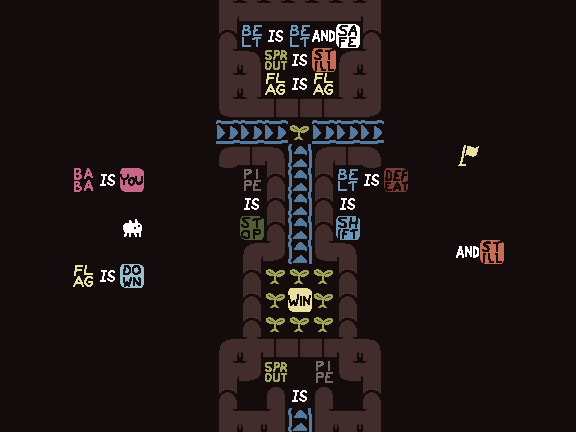 BELT IS BELT AND SAFE
SPROUT IS STILL
FLAG IS FLAG
BABA IS YOU
PIPE
IS
STOP
BELT IS DEFEAT
IS
SHIFT
AND STILL
FLAG IS DOWN
WIN
SPROUT PIPE
IS